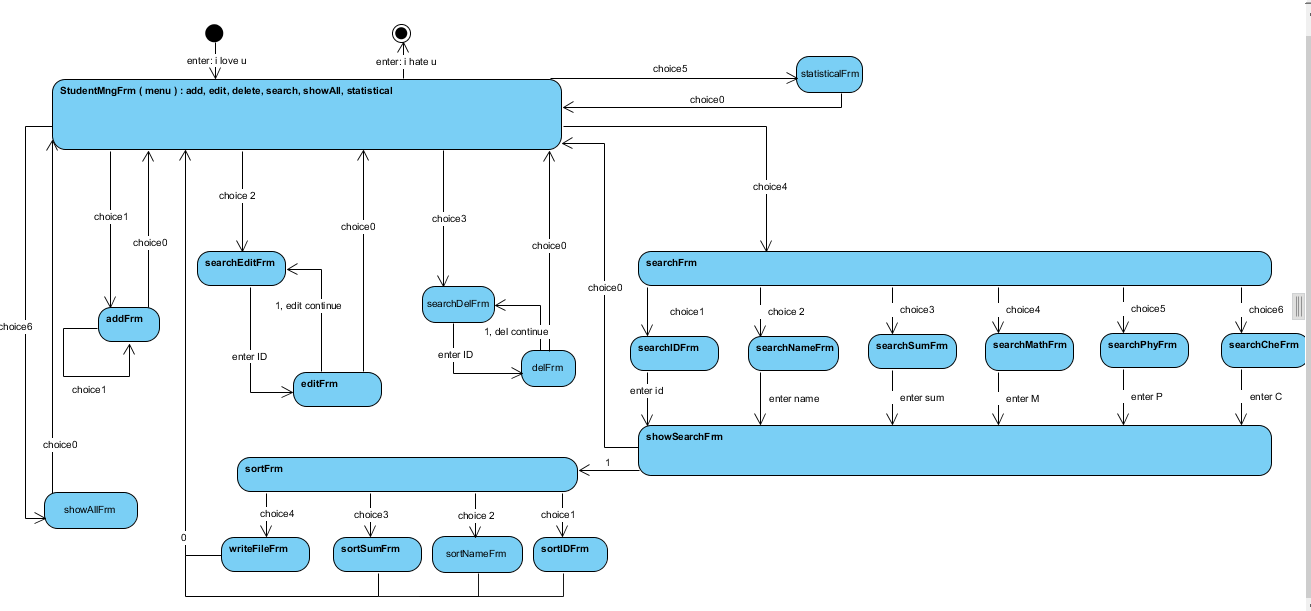 enter: i love u
enter: i hate u
choice5
statisticalFrm
StudentMngFrm ( menu ) : add, edit, delete, search, showAll, statistical
choice0
choice 2
choice4
choice1
choice3
choice0
choice0
choice0
searchEditFrm
searchFrm
choice0
1, edit continue
searchDelFrm
choice1
choice 2
choice3
choice4
choice5
choice6
addFrm
choice6
1, del continue
searchIDFrm
searchNameFrm
searchSumFrm
searchMathFrm
searchPhyFrm
searchCheFrm
enter ID
enter ID
delFrm
editFrm
choice1
enter id
enter name
enter sum
enter M
enter P
enter C
choice0
showSearchFrm
sortFrm
1
showAllFrm
choice4
choice3
choice 2
choice1
0
writeFileFrm
sortSumFrm
sortNameFrm
sortIDFrm